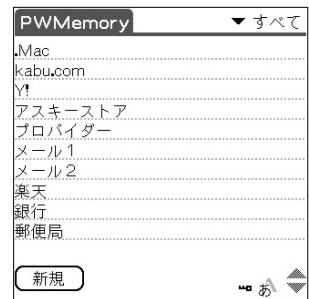 PWMemory ▼ すべて
.Mac
kabu.com
Y!
アスキーストア
プロバイダー
メール1
メール2
楽天
銀行
郵便局
新規 あ